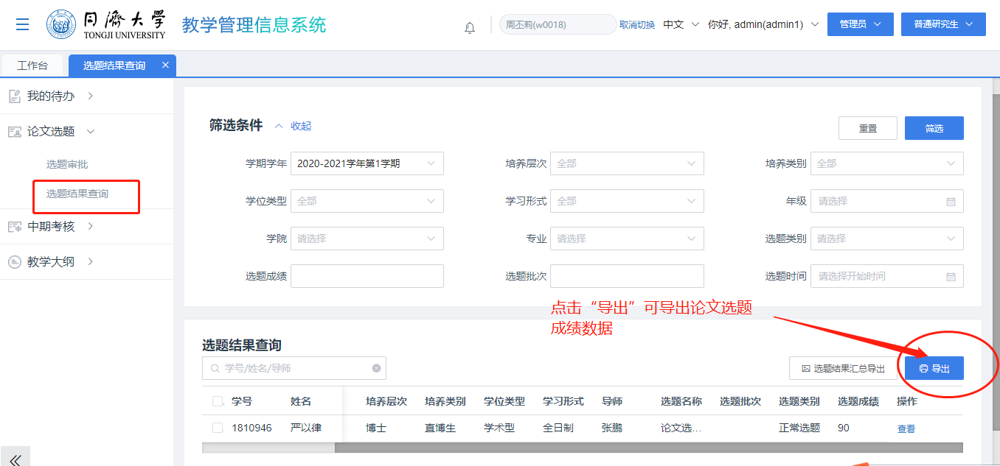 同濟大學
TONGJI UNIVERSITY
教学管理信息系统
周丕莉(w0018)
取消切换
中文
你好, admin(admin1)
管理员
普通研究生
工作台
选题结果查询
我的待办
论文选题
选题审批
选题结果查询
中期考核
教学大纲
筛选条件
收起
重置
筛选
学期学年 2020-2021学年第1学期
培养层次 全部
培养类别 全部
学位类型 全部
学习形式 全部
年级 请选择
学院 请选择
专业 请选择
选题类别 请选择
选题成绩
选题批次
选题时间 请选择开始时间
点击“导出”可导出论文选题
成绩数据
选题结果查询
学号/姓名/导师
选题结果汇总导出
导出
学号 姓名 培养层次 培养类别 学位类型 学习形式 导师 选题名称 选题批次 选题类别 选题成绩 操作
1810946 严以律 博士 直博生 学术型 全日制 张鹏 论文选... 正常选题 90 查看